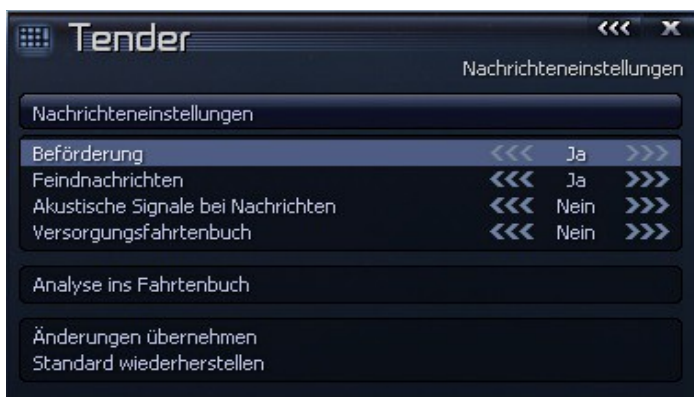 Tender
<<< X
Nachrichteneinstellungen
Nachrichteneinstellungen
Beförderung <<< Ja >>>
Feindnachrichten <<< Ja >>>
Akustische Signale bei Nachrichten <<< Nein >>>
Versorgungsfahrtenbuch <<< Nein >>>
Analyse ins Fahrtenbuch
Änderungen übernehmen
Standard wiederherstellen